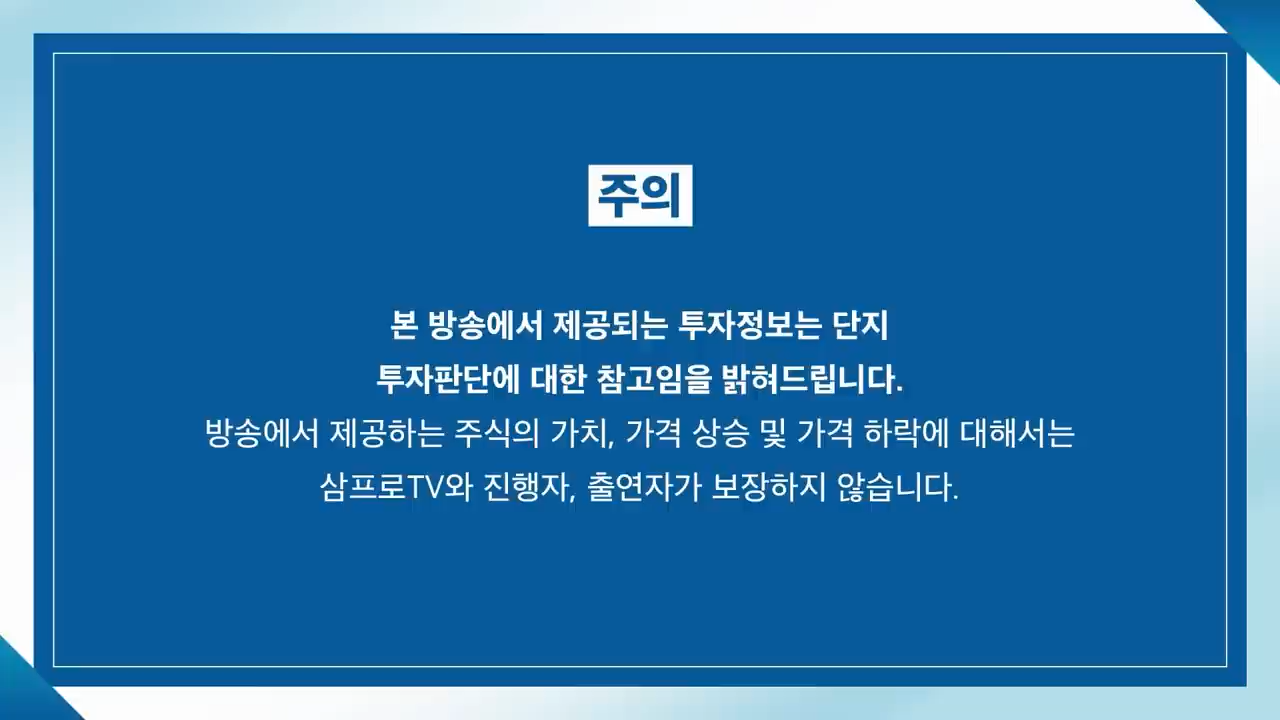 주의
본 방송에서 제공되는 투자정보는 단지
투자판단에 대한 참고임을 밝혀드립니다.
방송에서 제공하는 주식의 가치, 가격 상승 및 가격 하락에 대해서는
삼프로TV와 진행자, 출연자가 보장하지 않습니다.